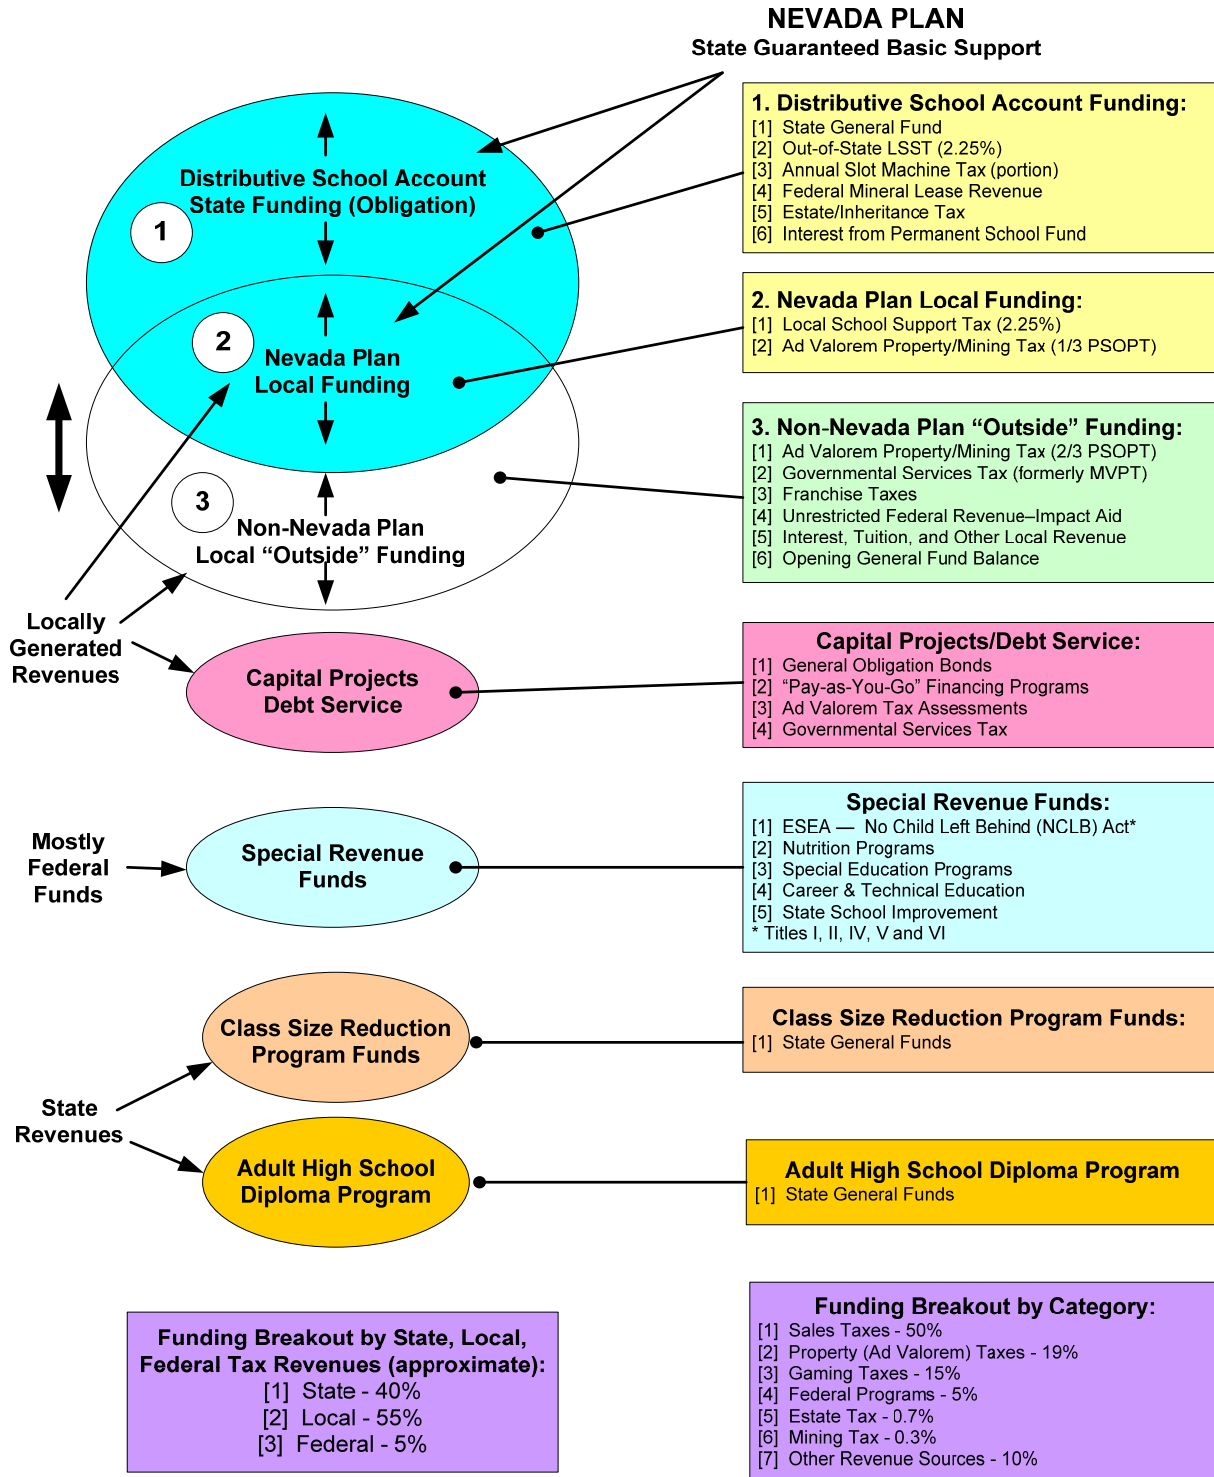 NEVADA PLAN
State Guaranteed Basic Support
Distributive School Account
State Funding (Obligation)
1
2
Nevada Plan
Local Funding
3
Non-Nevada Plan
Local “Outside” Funding
Locally
Generated
Revenues
Capital Projects
Debt Service
Mostly
Federal
Funds
Special Revenue
Funds
Class Size Reduction
Program Funds
State
Revenues
Adult High School
Diploma Program
1. Distributive School Account Funding:
[1] State General Fund
[2] Out-of-State LSST (2.25%)
[3] Annual Slot Machine Tax (portion)
[4] Federal Mineral Lease Revenue
[5] Estate/Inheritance Tax
[6] Interest from Permanent School Fund
2. Nevada Plan Local Funding:
[1] Local School Support Tax (2.25%)
[2] Ad Valorem Property/Mining Tax (1/3 PSOPT)
3. Non-Nevada Plan “Outside” Funding:
[1] Ad Valorem Property/Mining Tax (2/3 PSOPT)
[2] Governmental Services Tax (formerly MVPT)
[3] Franchise Taxes
[4] Unrestricted Federal Revenue–Impact Aid
[5] Interest, Tuition, and Other Local Revenue
[6] Opening General Fund Balance
Capital Projects/Debt Service:
[1] General Obligation Bonds
[2] “Pay-as-You-Go” Financing Programs
[3] Ad Valorem Tax Assessments
[4] Governmental Services Tax
Special Revenue Funds:
[1] ESEA — No Child Left Behind (NCLB) Act*
[2] Nutrition Programs
[3] Special Education Programs
[4] Career & Technical Education
[5] State School Improvement
* Titles I, II, IV, V and VI
Class Size Reduction Program Funds:
[1] State General Funds
Adult High School Diploma Program
[1] State General Funds
Funding Breakout by State, Local,
Federal Tax Revenues (approximate):
[1] State - 40%
[2] Local - 55%
[3] Federal - 5%
Funding Breakout by Category:
[1] Sales Taxes - 50%
[2] Property (Ad Valorem) Taxes - 19%
[3] Gaming Taxes - 15%
[4] Federal Programs - 5%
[5] Estate Tax - 0.7%
[6] Mining Tax - 0.3%
[7] Other Revenue Sources - 10%